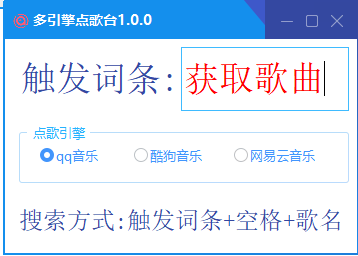 多引擎点歌台1.0.0
触发词条:获取歌曲
点歌引擎
qq音乐 酷狗音乐 网易云音乐
搜索方式:触发词条+空格+歌名